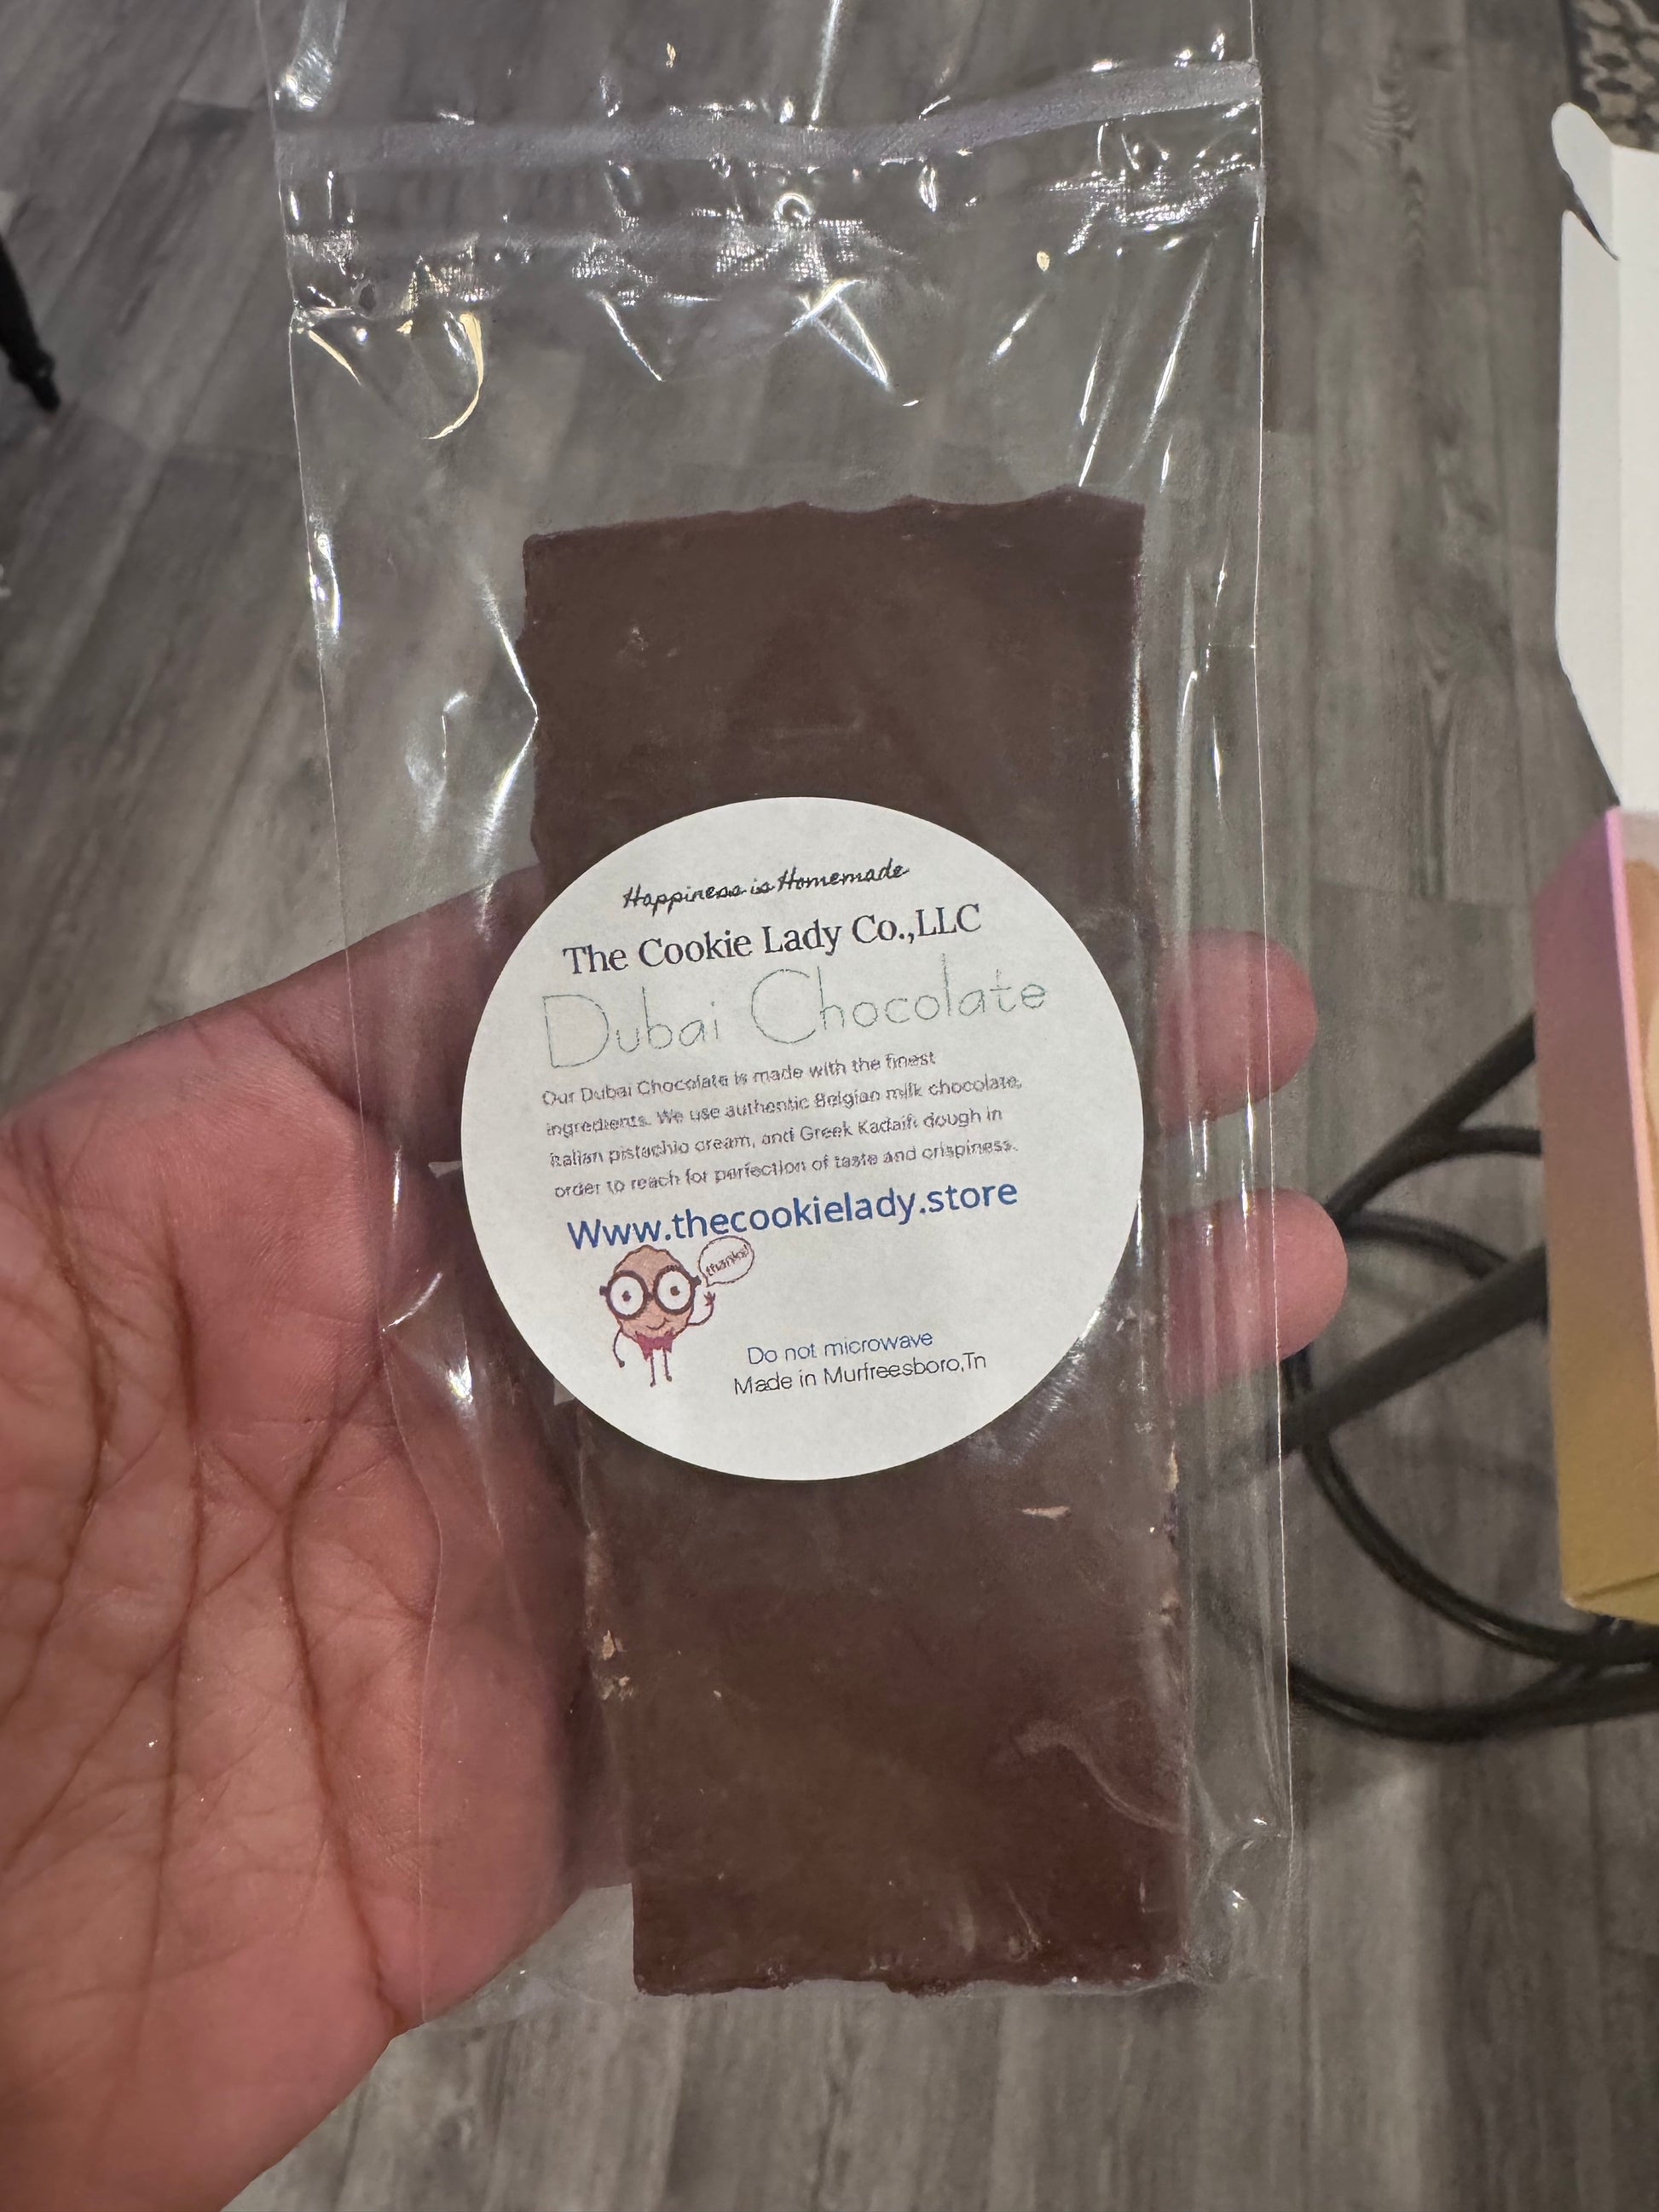 Happiness is Homemade
The Cookie Lady Co.,LLC
Dubai Chocolate
Our Dubai Chocolate is made with the finest
ingredients. We use authentic Belgian milk chocolate,
Italian pistachio cream, and Greek Kadaifi dough in
order to reach for perfection of taste and crispiness.
Www.thecookielady.store
thanks!
Do not microwave
Made in Murfreesboro,Tn